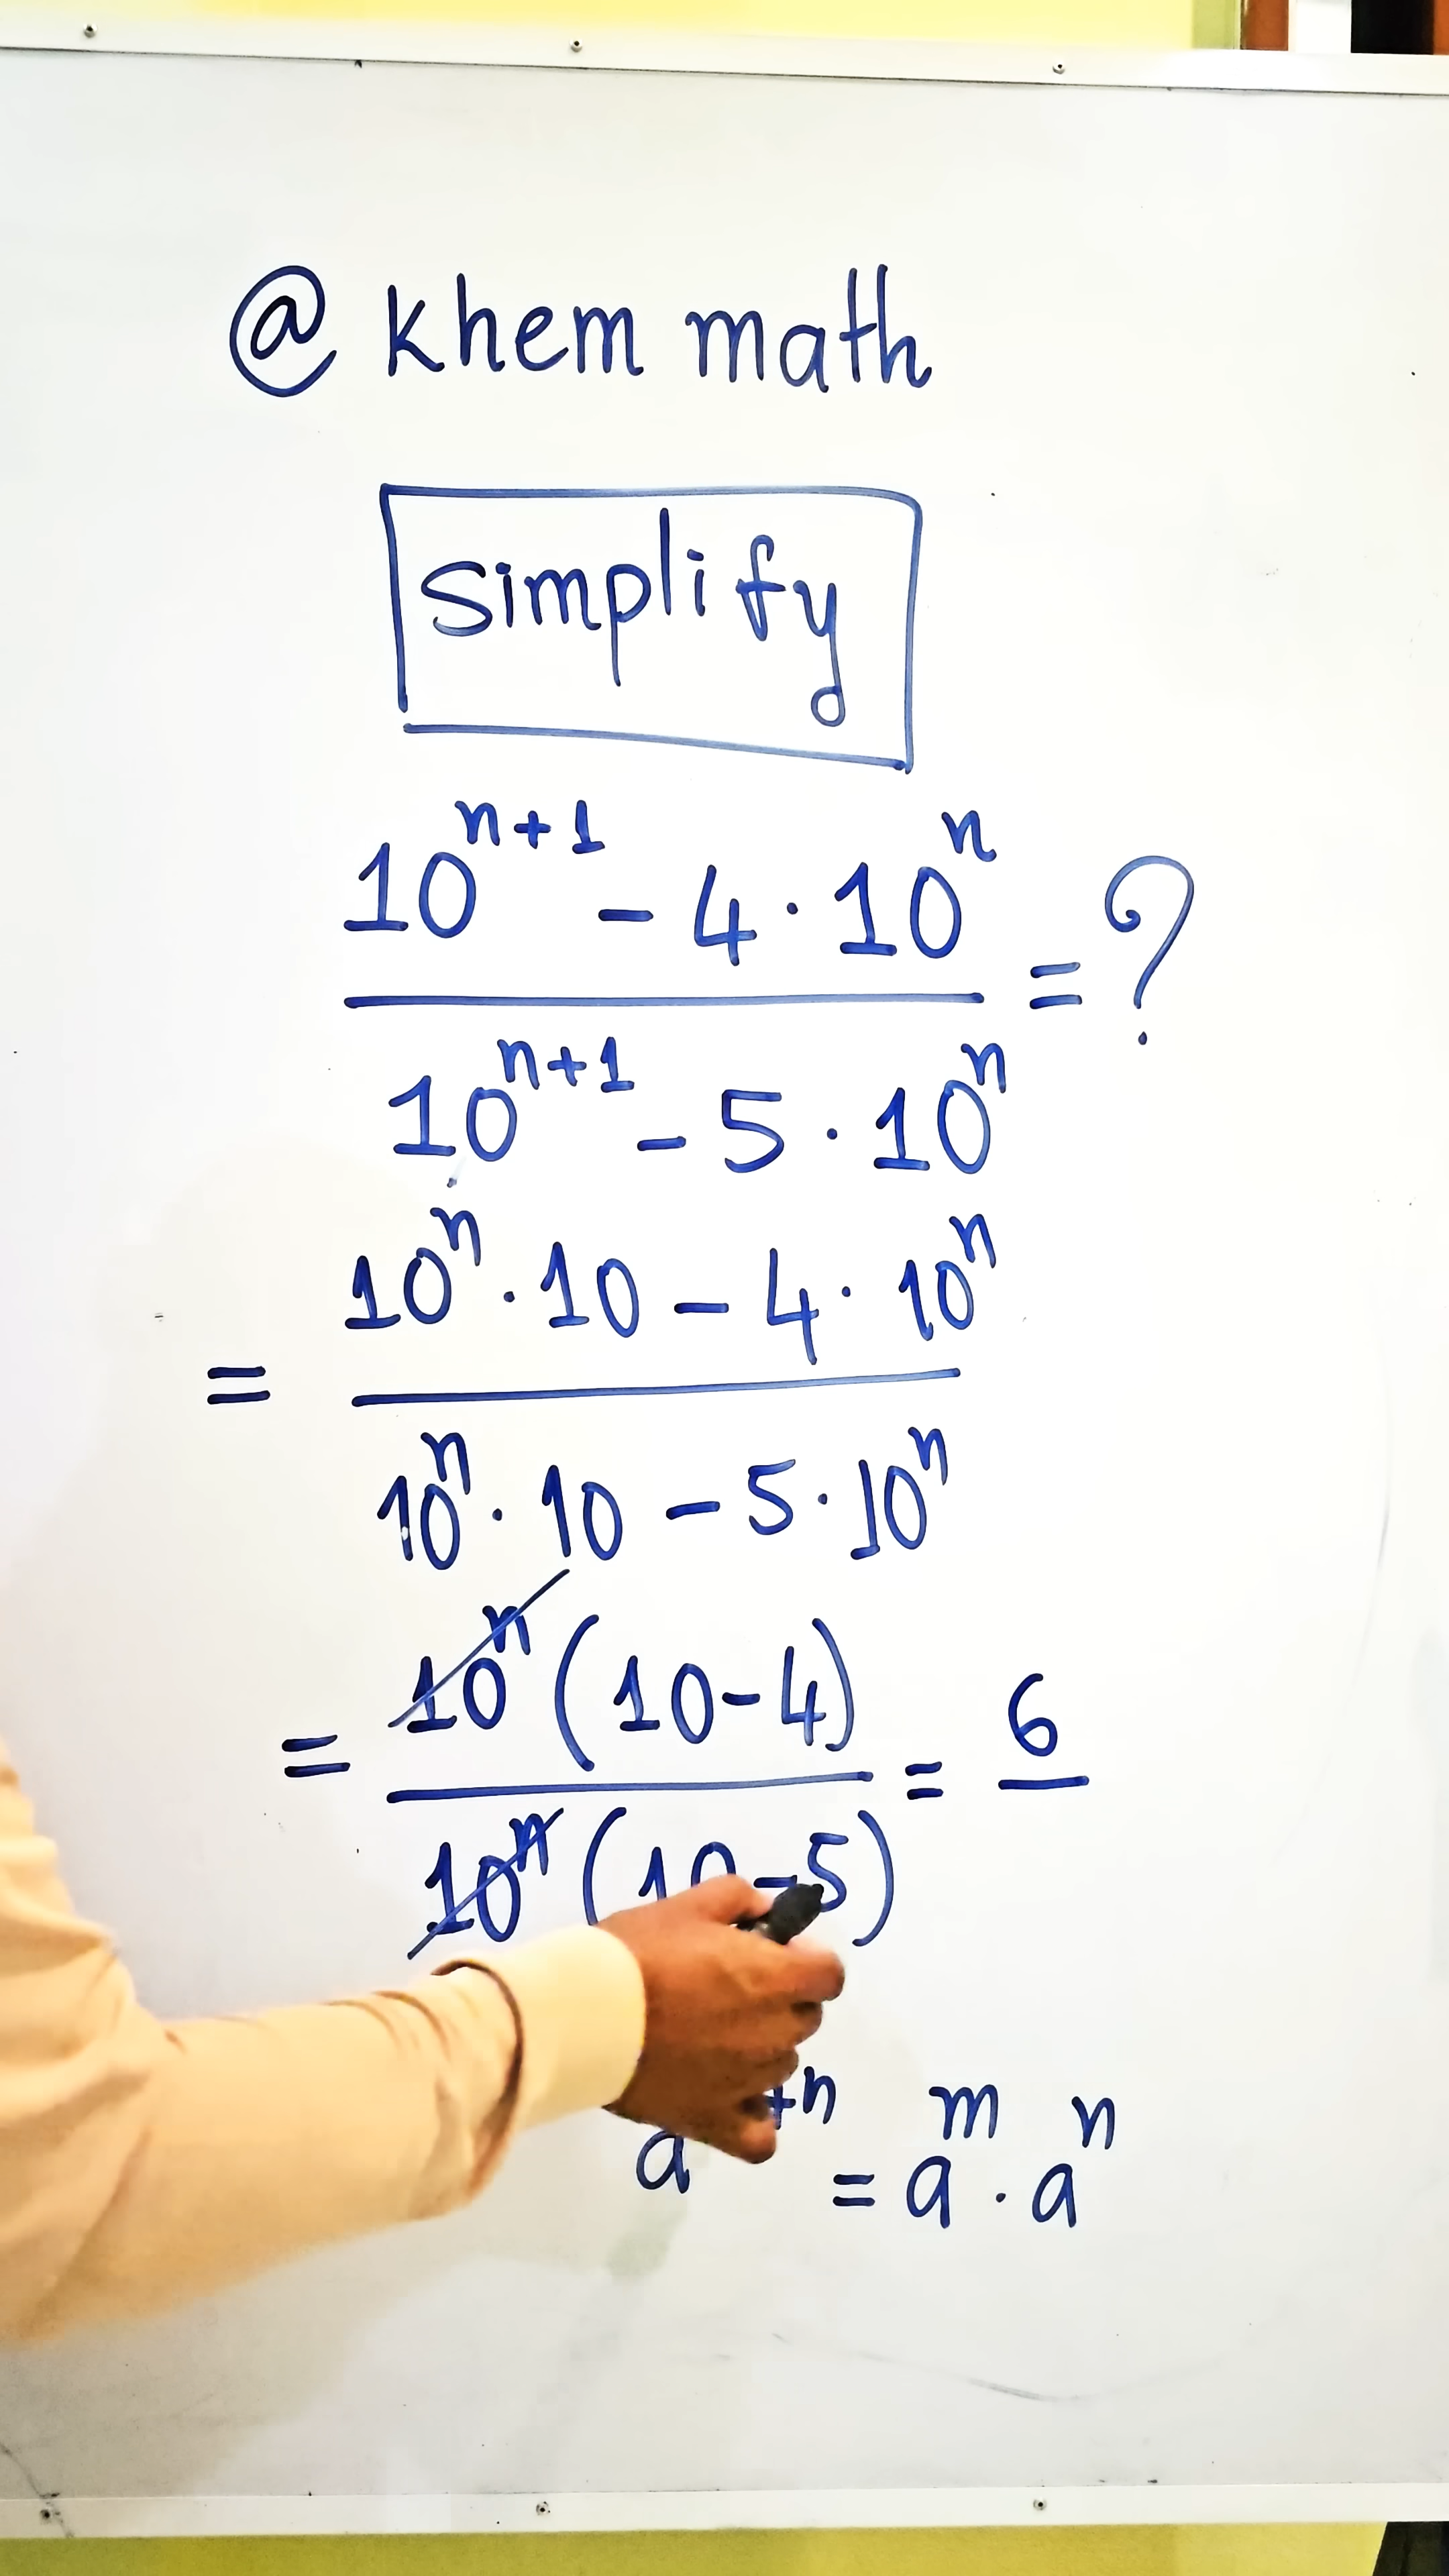 @ khem math
simplify
10^{n+1} - 4 · 10^n
= ?
10^{n+1} - 5 · 10^n
10^n · 10 - 4 · 10^n
=
10^n · 10 - 5 · 10^n
= 10^n (10-4) = 6
10^n (10-5)
a^{+n} = a^m · a^n